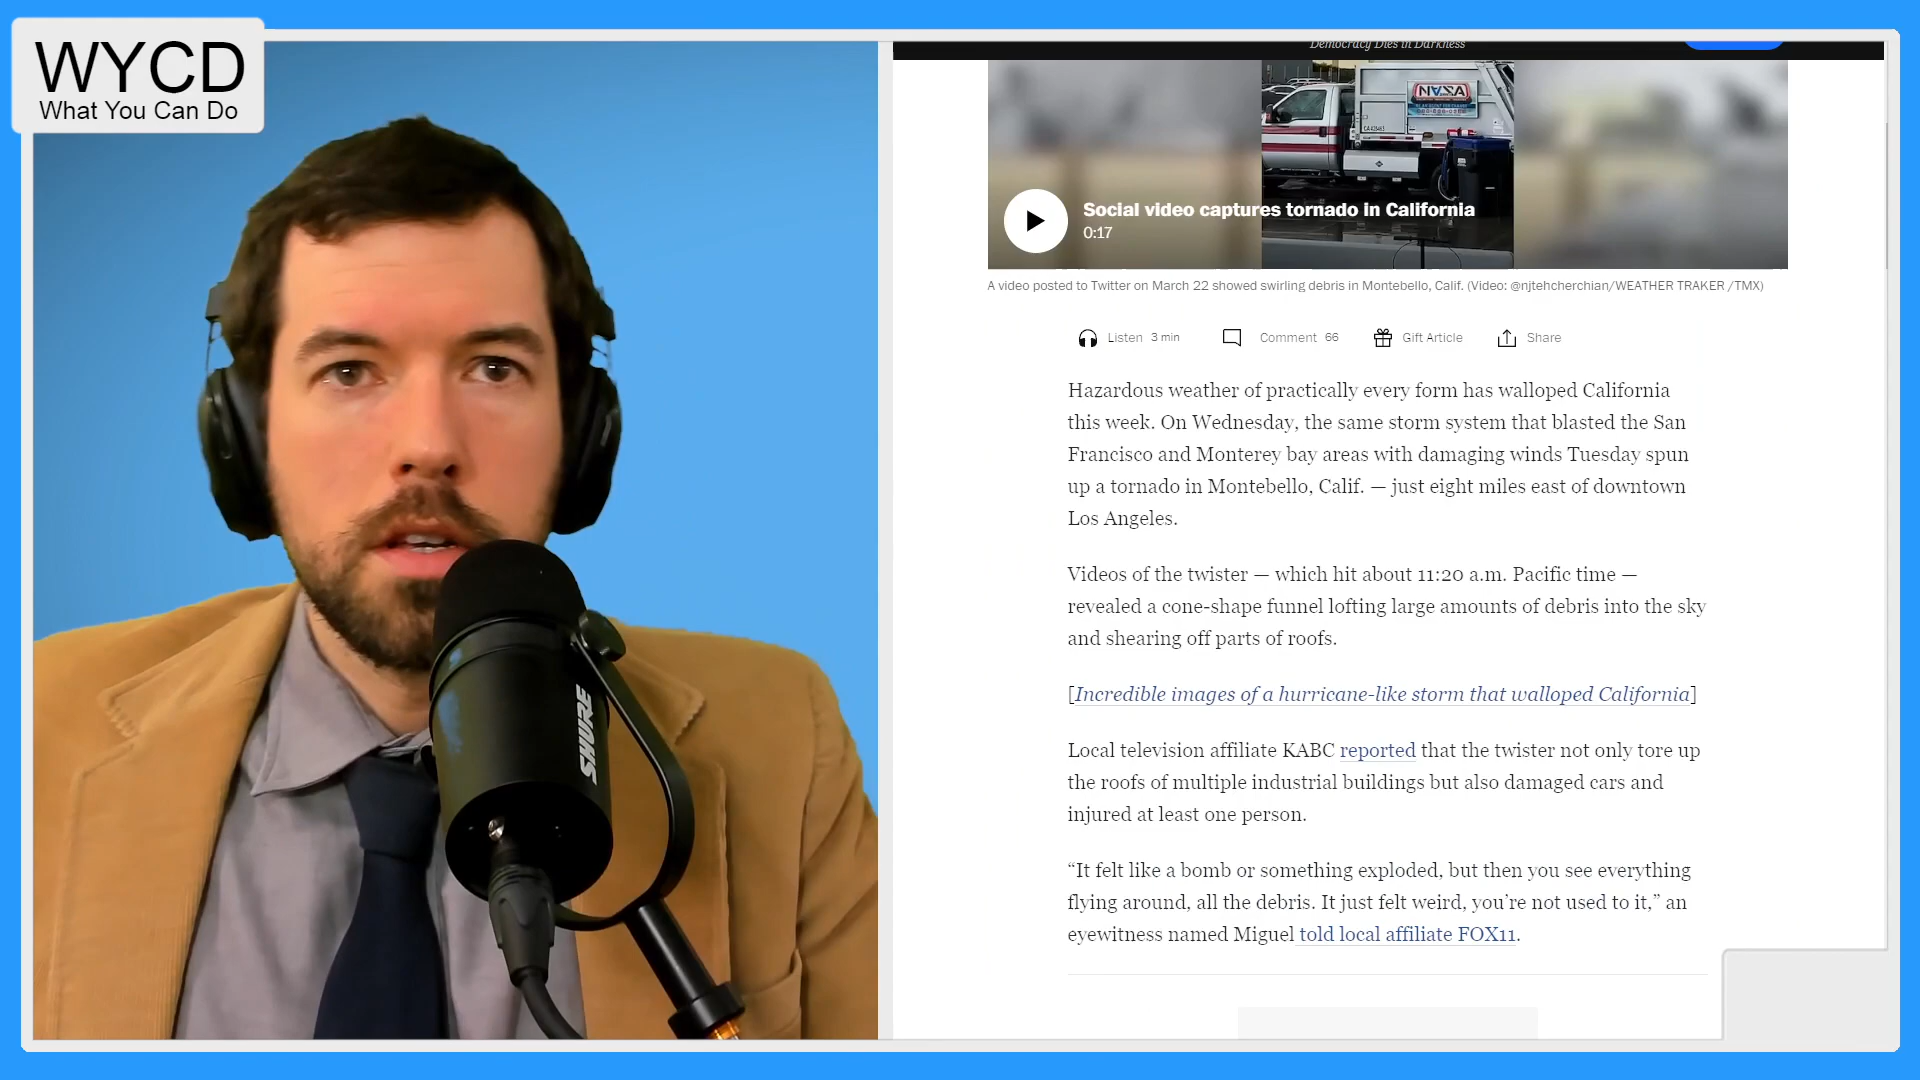 WYCD
What You Can Do
Democracy Dies in Darkness
Social video captures tornado in California
0:17
A video posted to Twitter on March 22 showed swirling debris in Montebello, Calif. (Video: @njtehcherchian/WEATHER TRAKER /TMX)
Listen 3 min Comment 66 Gift Article Share
Hazardous weather of practically every form has walloped California
this week. On Wednesday, the same storm system that blasted the San
Francisco and Monterey bay areas with damaging winds Tuesday spun
up a tornado in Montebello, Calif. — just eight miles east of downtown
Los Angeles.
Videos of the twister — which hit about 11:20 a.m. Pacific time —
revealed a cone-shape funnel lofting large amounts of debris into the sky
and shearing off parts of roofs.
[Incredible images of a hurricane-like storm that walloped California]
Local television affiliate KABC reported that the twister not only tore up
the roofs of multiple industrial buildings but also damaged cars and
injured at least one person.
“It felt like a bomb or something exploded, but then you see everything
flying around, all the debris. It just felt weird, you’re not used to it,” an
eyewitness named Miguel told local affiliate FOX11.
SHURE